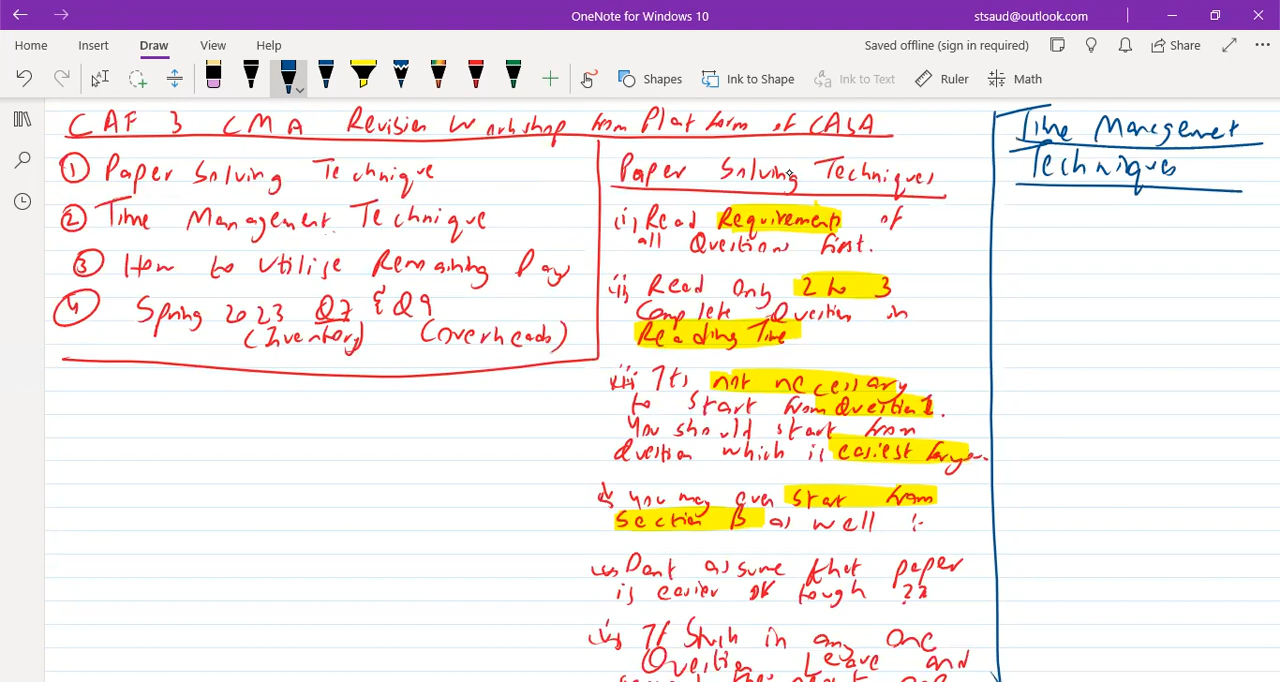 OneNote for Windows 10
stsaud@outlook.com
Home Insert Draw View Help
Saved offline (sign in required)
Share
Shapes
Ink to Shape
Ink to Text
Ruler
Math
CAF 3 CMA Revision Workshop from Platform of CASA
1 Paper Solving Technique
2 Time Management Technique
3 How to Utilise Remaining Day
4 Spring 2023 Q7 & Q9
(Inventory) (overheads)
Paper Solving Techniques
(i) Read Requirement of
all Question first.
ii) Read Only 2 to 3
Complete Question in
Reading Time
iii) Its not necessary
to start from Question 1.
You should start from
Question which is easiest for you.
iv) you may even start from
Section B as well :-
v) Dont assume that paper
is easier or tough ??
vi) If Stuck in any One
Question Leave and
Time Managemet
Techniques